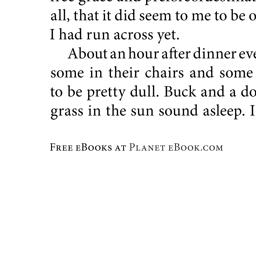 all, that it did seem to me to be o
I had run across yet.
About an hour after dinner eve
some in their chairs and some
to be pretty dull. Buck and a do
grass in the sun sound asleep. I
FREE EBOOKS AT PLANET EBOOK.COM